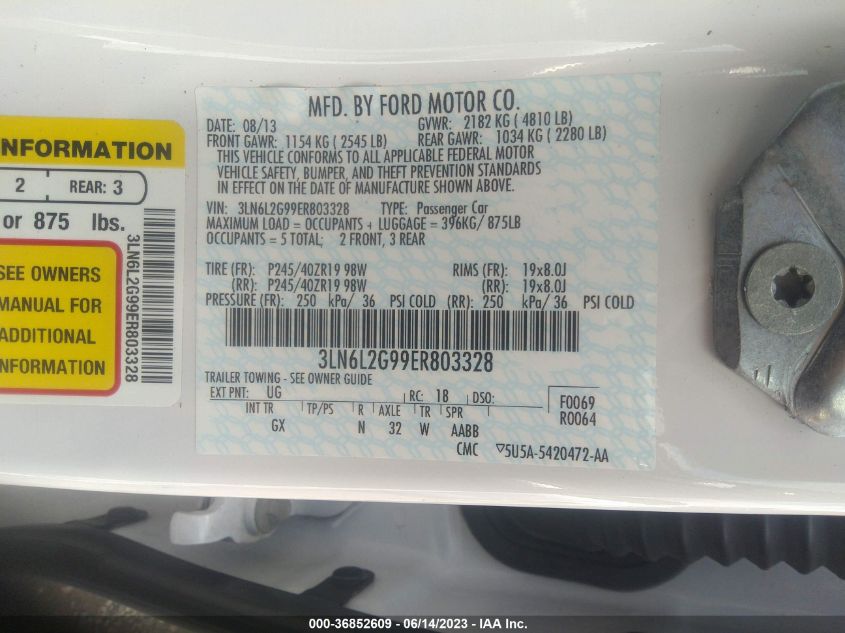 NFORMATION
2 REAR: 3
or 875 lbs.
SEE OWNERS
MANUAL FOR
ADDITIONAL
INFORMATION
3LN6L2G99ER803328
MFD. BY FORD MOTOR CO.
DATE: 08/13 GVWR: 2182 KG ( 4810 LB)
FRONT GAWR: 1154 KG ( 2545 LB) REAR GAWR: 1034 KG ( 2280 LB)
THIS VEHICLE CONFORMS TO ALL APPLICABLE FEDERAL MOTOR
VEHICLE SAFETY, BUMPER, AND THEFT PREVENTION STANDARDS
IN EFFECT ON THE DATE OF MANUFACTURE SHOWN ABOVE.
VIN: 3LN6L2G99ER803328 TYPE: Passenger Car
MAXIMUM LOAD = OCCUPANTS + LUGGAGE = 396KG/ 875LB
OCCUPANTS = 5 TOTAL: 2 FRONT, 3 REAR
TIRE (FR): P245/40ZR19 98W RIMS (FR): 19x8.0J
(RR): P245/40ZR19 98W (RR): 19x8.0J
PRESSURE (FR): 250 kPa/ 36 PSI COLD (RR): 250 kPa/ 36 PSI COLD
3LN6L2G99ER803328
TRAILER TOWING - SEE OWNER GUIDE
EXT PNT: UG RC: 18 DSO: F0069
INT TR TP/PS R AXLE TR SPR R0064
GX N 32 W AABB
CMC ▽5U5A-5420472-AA
11
000-36852609 - 06/14/2023 - IAA Inc.